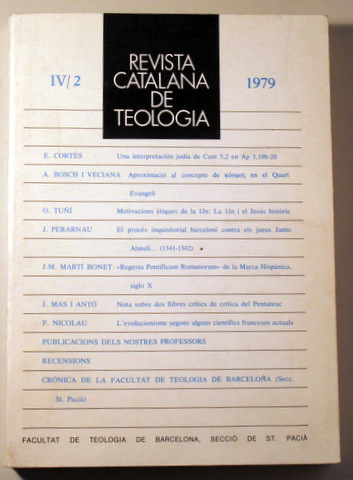 IV/2
REVISTA
CATALANA
DE
TEOLOGIA
1979
E. CORTÈS Una interpretación judía de Cant 5,2 en Ap 3,19b-20
A. BOSCH I VECIANA Aproximació al concepte de κόσμος en el Quart
Evangeli
O. TUÑÍ Motivacions ètiques de la 1Jn: La 1Jn i el Jesús històric
J. PERARNAU El procés inquisitorial barceloní contra els jueus Janto
Almuli... (1341-1342)
J.M. MARTÍ BONET «Regesta Pontificum Romanorum» de la Marca Hispànica,
siglo X
J. MAS I ANTÓ Nota sobre dos llibres crítics de crítica del Pentateuc
F. NICOLAU L'evolucionisme segons alguns científics francesos actuals
PUBLICACIONS DELS NOSTRES PROFESSORS
RECENSIONS
CRÒNICA DE LA FACULTAT DE TEOLOGIA DE BARCELONA (Secc.
St. Pacià)
FACULTAT DE TEOLOGIA DE BARCELONA, SECCIÓ DE ST. PACIÀ